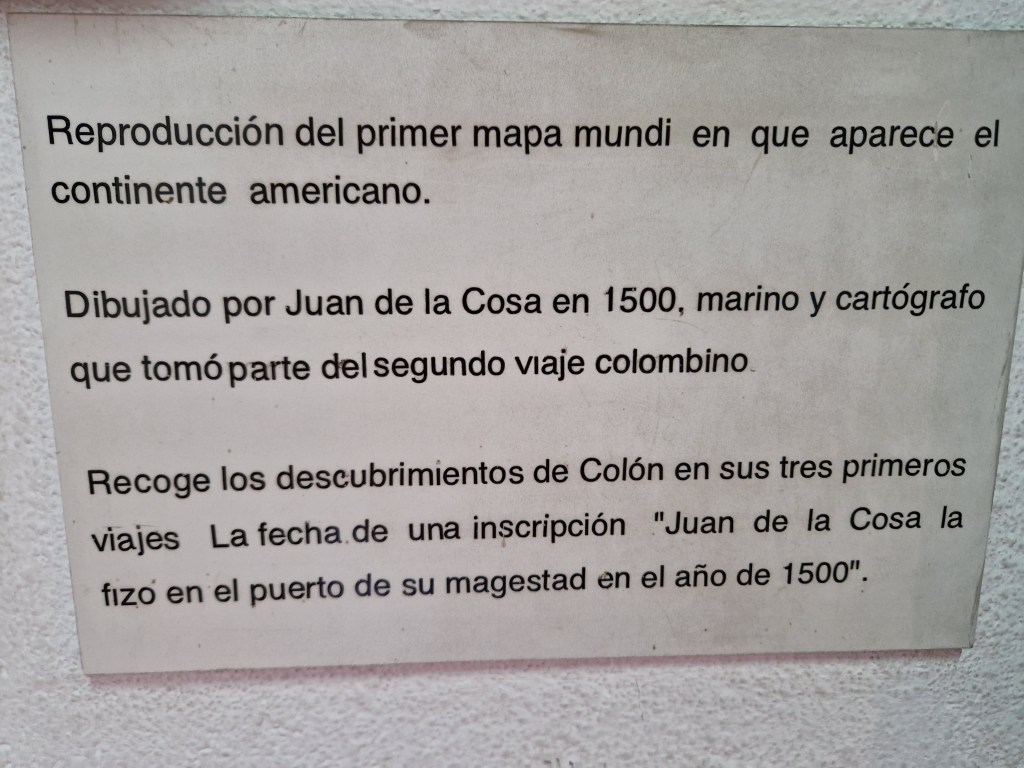 Reproducción del primer mapa mundi en que aparece el
continente americano.
Dibujado por Juan de la Cosa en 1500, marino y cartógrafo
que tomó parte del segundo viaje colombino.
Recoge los descubrimientos de Colón en sus tres primeros
viajes La fecha de una inscripción "Juan de la Cosa la
fizó en el puerto de su magestad en el año de 1500".